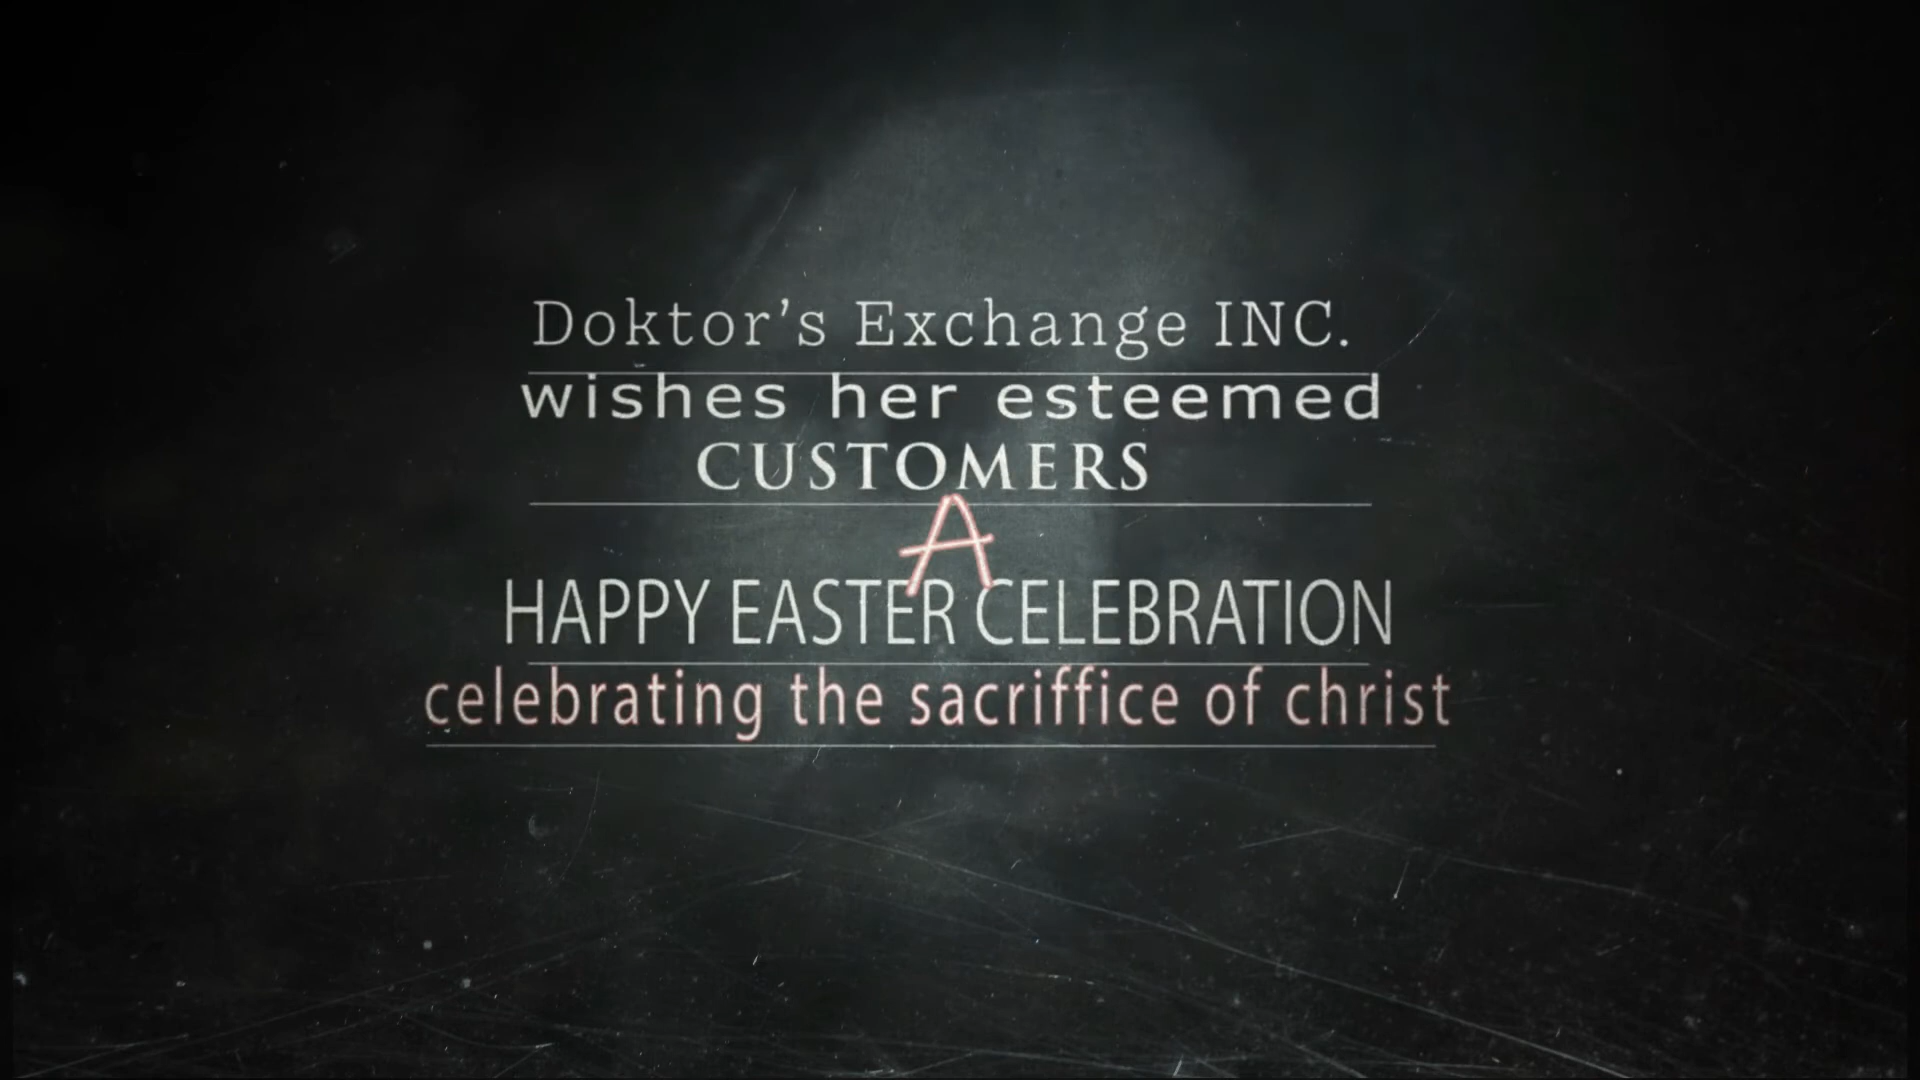 Doktor's Exchange INC.
wishes her esteemed
CUSTOMERS
A
HAPPY EASTER CELEBRATION
celebrating the sacriffice of christ